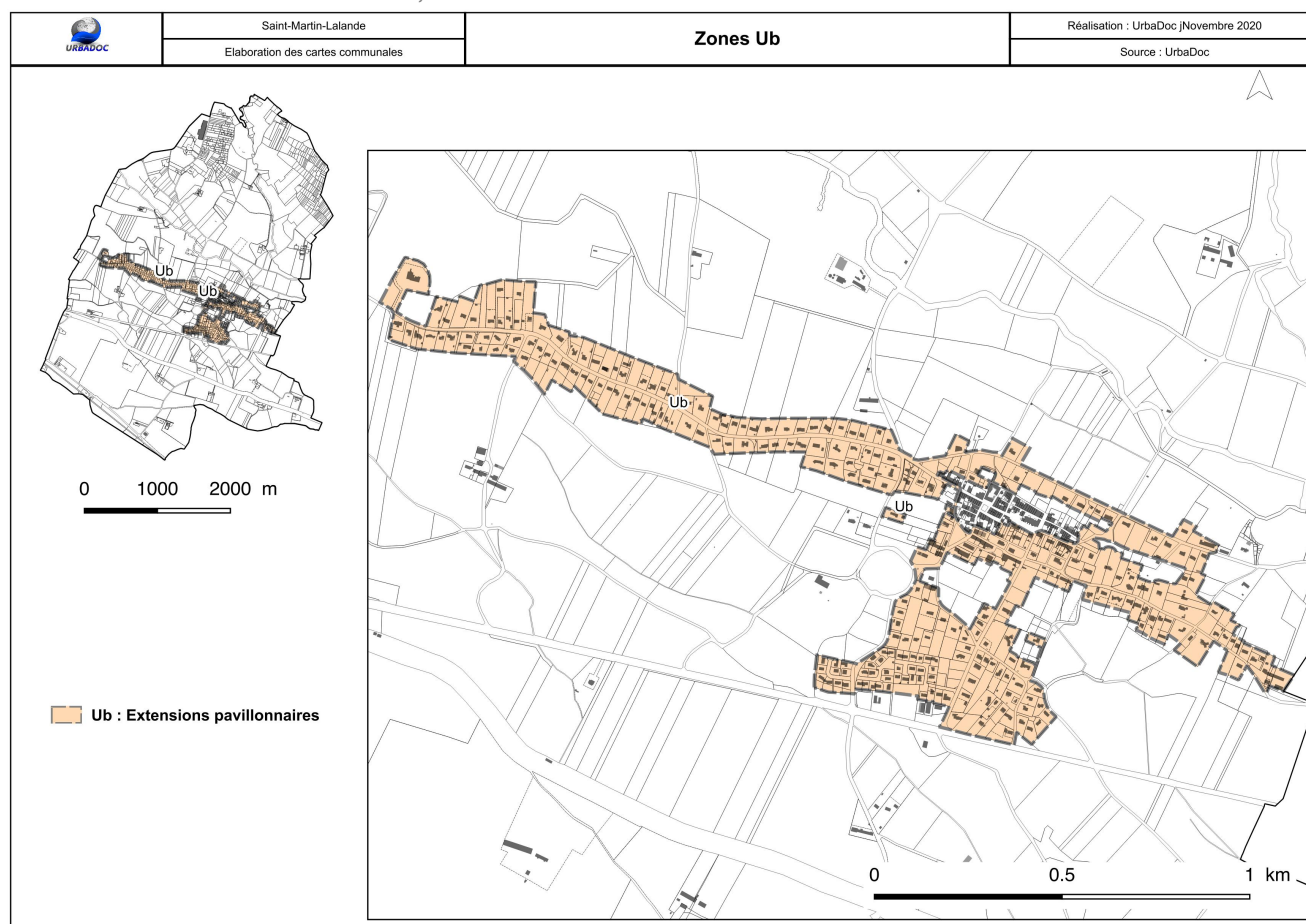 URBADOC
Saint-Martin-Lalande
Elaboration des cartes communales
Zones Ub
Réalisation : UrbaDoc jNovembre 2020
Source : UrbaDoc
Ub
Ub
0 1000 2000 m
Ub : Extensions pavillonnaires
Ub
Ub
0 0.5 1 km